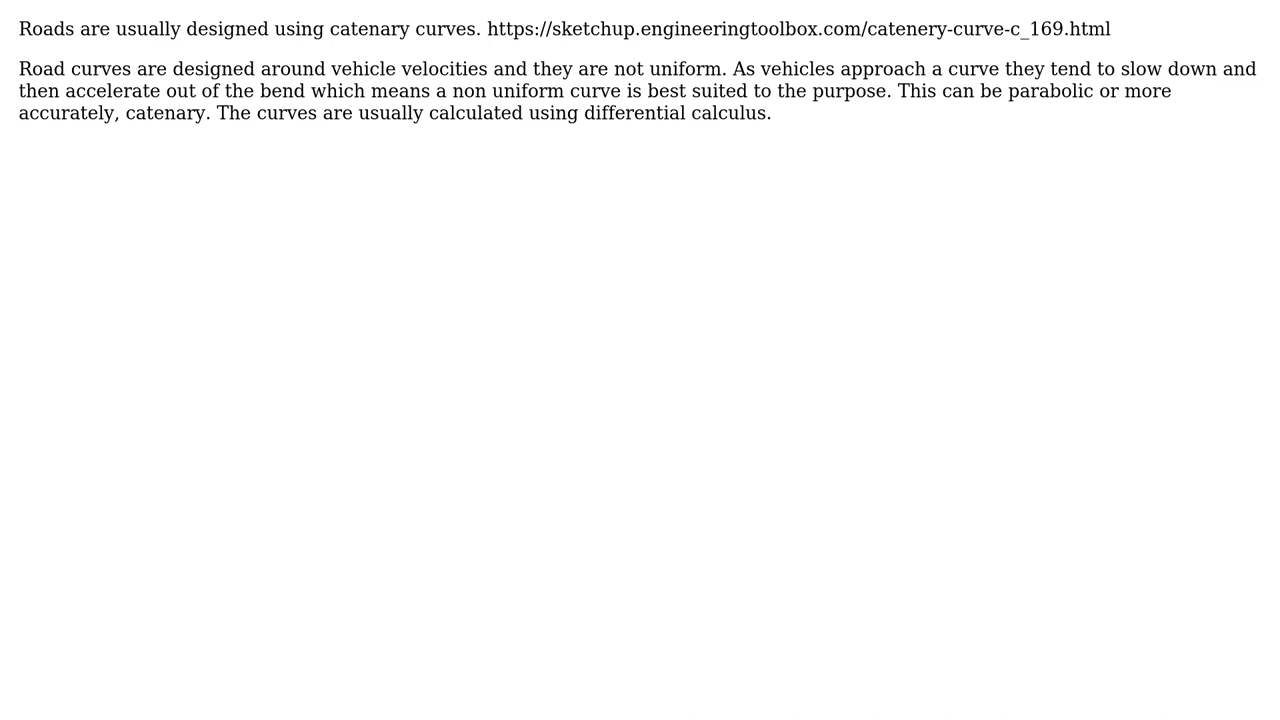 Roads are usually designed using catenary curves. https://sketchup.engineeringtoolbox.com/catenery-curve-c_169.html
Road curves are designed around vehicle velocities and they are not uniform. As vehicles approach a curve they tend to slow down and
then accelerate out of the bend which means a non uniform curve is best suited to the purpose. This can be parabolic or more
accurately, catenary. The curves are usually calculated using differential calculus.